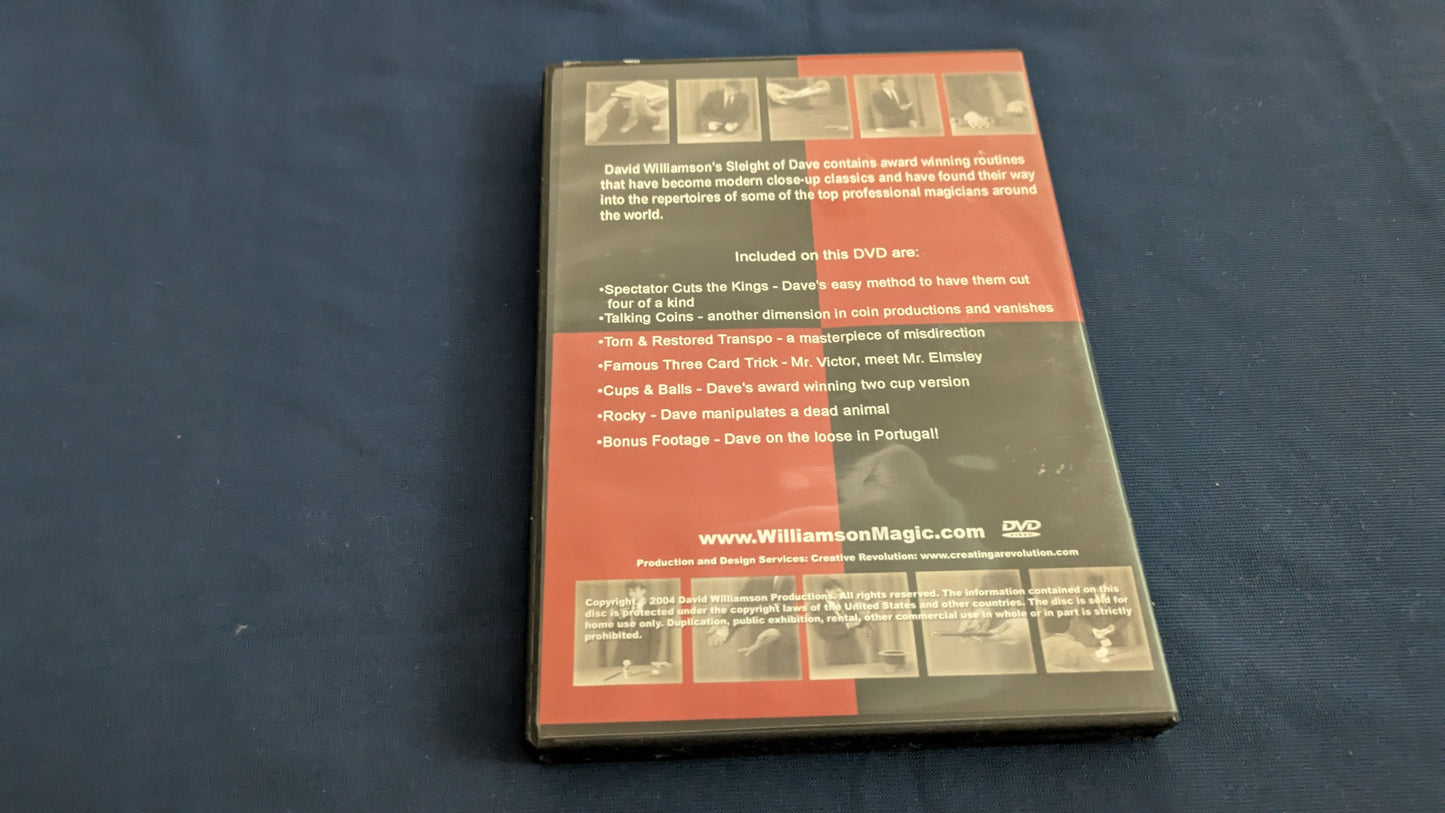 David Williamson's Sleight of Dave contains award winning routines
that have become modern close-up classics and have found their way
into the repertoires of some of the top professional magicians around
the world.
Included on this DVD are:
•Spectator Cuts the Kings - Dave's easy method to have them cut
four of a kind
•Talking Coins - another dimension in coin productions and vanishes
•Torn & Restored Transpo - a masterpiece of misdirection
•Famous Three Card Trick - Mr. Victor, meet Mr. Elmsley
•Cups & Balls - Dave's award winning two cup version
•Rocky - Dave manipulates a dead animal
•Bonus Footage - Dave on the loose in Portugal!
www.WilliamsonMagic.com DVD
VIDEO
Production and Design Services: Creative Revolution: www.creatingarevolution.com
Copyright © 2004 David Williamson Productions. All rights reserved. The information contained on this
disc is protected under the copyright laws of the United States and other countries. The disc is sold for
home use only. Duplication, public exhibition, rental, other commercial use in whole or in part is strictly
prohibited.